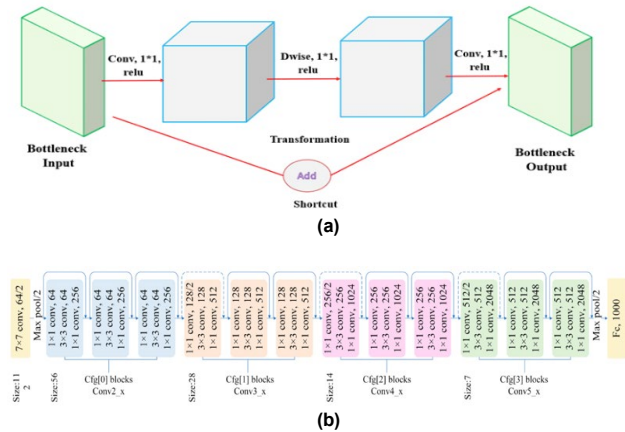 Conv, 1*1,
relu
Dwise, 1*1,
relu
Conv, 1*1,
relu
Bottleneck
Input
Transformation
Bottleneck
Output
Add
Shortcut
(a)
7×7 conv, 64/2
Max pool/2
1×1 conv, 64
3×3 conv, 64
1×1 conv, 256
1×1 conv, 64
3×3 conv, 64
1×1 conv, 256
1×1 conv, 64
3×3 conv, 64
1×1 conv, 256
1×1 conv, 128/2
3×3 conv, 128
1×1 conv, 512
1×1 conv, 128
3×3 conv, 128
1×1 conv, 512
1×1 conv, 128
3×3 conv, 128
1×1 conv, 512
1×1 conv, 256/2
3×3 conv, 256
1×1 conv, 1024
1×1 conv, 256
3×3 conv, 256
1×1 conv, 1024
1×1 conv, 256
3×3 conv, 256
1×1 conv, 1024
1×1 conv, 512/2
3×3 conv, 512
1×1 conv, 2048
1×1 conv, 512
3×3 conv, 512
1×1 conv, 2048
1×1 conv, 512
3×3 conv, 512
1×1 conv, 2048
Max pool/2
Fc, 1000
Size:11
2
Size:56
Cfg[0] blocks
Conv2_x
Size:28
Cfg[1] blocks
Conv3_x
Size:14
Cfg[2] blocks
Conv4_x
Size:7
Cfg[3] blocks
Conv5_x
(b)